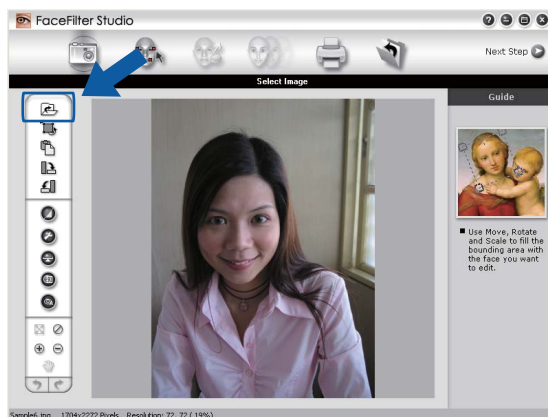 FaceFilter Studio
Next Step
Select Image
Guide
■ Use Move, Rotate
and Scale to fill the
bounding area with
the face you want
to edit.
Sample6.jpg 1704x2272 Pixels Resolution: 72, 72 ( 19%)